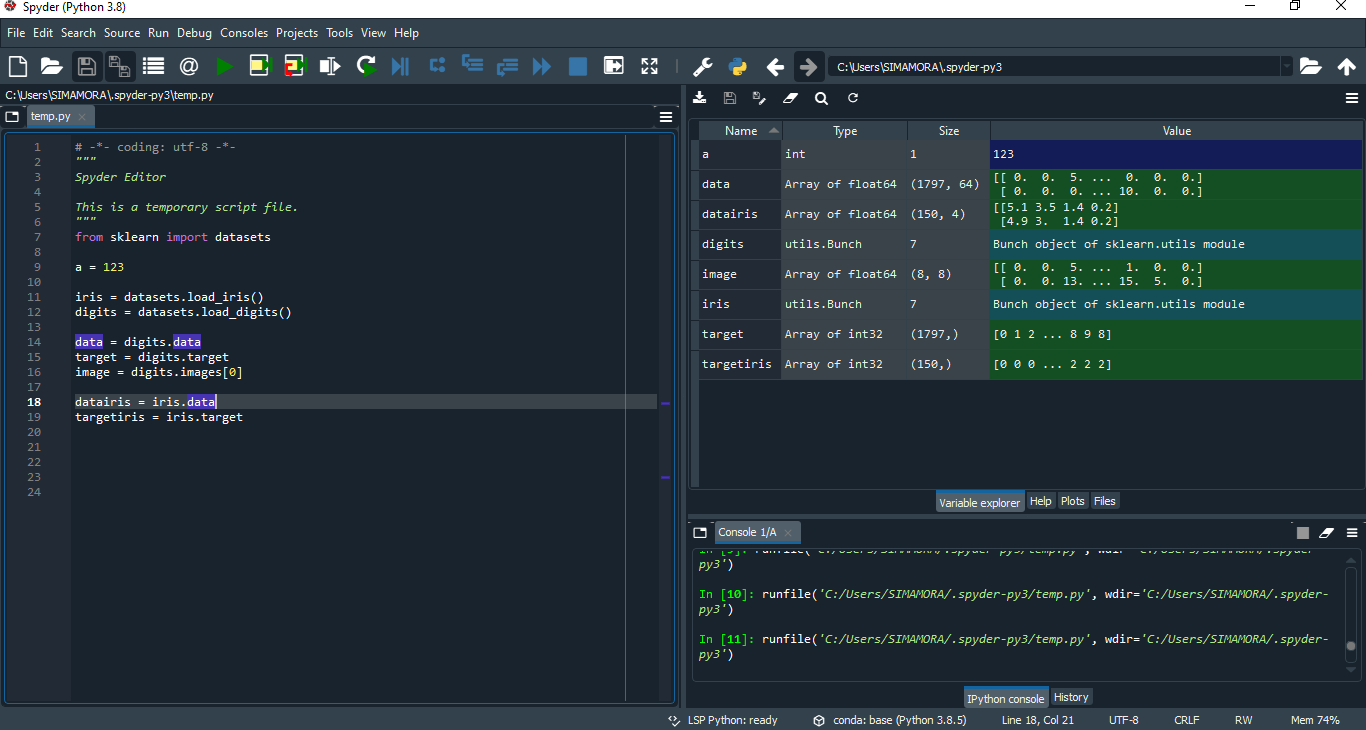 Spyder (Python 3.8)
File Edit Search Source Run Debug Consoles Projects Tools View Help
C:\Users\SIMAMORA\.spyder-py3
C:\Users\SIMAMORA\.spyder-py3\temp.py
temp.py
1 # -*- coding: utf-8 -*-
2 """
3 Spyder Editor
4
5 This is a temporary script file.
6 """
7 from sklearn import datasets
8
9 a = 123
10
11 iris = datasets.load_iris()
12 digits = datasets.load_digits()
13
14 data = digits.data
15 target = digits.target
16 image = digits.images[0]
17
18 datairis = iris.data
19 targetiris = iris.target
20
21
22
23
24
Name Type Size Value
a int 1 123
data Array of float64 (1797, 64) [[ 0. 0. 5. ... 0. 0. 0.]
[ 0. 0. 0. ... 10. 0. 0.]
datairis Array of float64 (150, 4) [[5.1 3.5 1.4 0.2]
[4.9 3. 1.4 0.2]
digits utils.Bunch 7 Bunch object of sklearn.utils module
image Array of float64 (8, 8) [[ 0. 0. 5. ... 1. 0. 0.]
[ 0. 0. 13. ... 15. 5. 0.]
iris utils.Bunch 7 Bunch object of sklearn.utils module
target Array of int32 (1797,) [0 1 2 ... 8 9 8]
targetiris Array of int32 (150,) [0 0 0 ... 2 2 2]
Variable explorer Help Plots Files
Console 1/A
In [9]: runfile('C:/Users/SIMAMORA/.spyder-py3/temp.py', wdir='C:/Users/SIMAMORA/.spyder-
py3')
In [10]: runfile('C:/Users/SIMAMORA/.spyder-py3/temp.py', wdir='C:/Users/SIMAMORA/.spyder-
py3')
In [11]: runfile('C:/Users/SIMAMORA/.spyder-py3/temp.py', wdir='C:/Users/SIMAMORA/.spyder-
py3')
IPython console History
LSP Python: ready conda: base (Python 3.8.5) Line 18, Col 21 UTF-8 CRLF RW Mem 74%